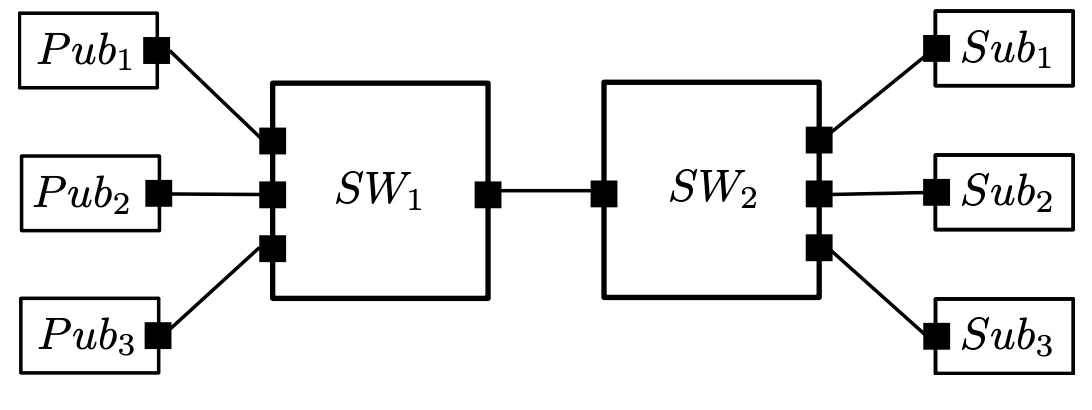 Pub₁
Pub₂
Pub₃
SW₁
SW₂
Sub₁
Sub₂
Sub₃